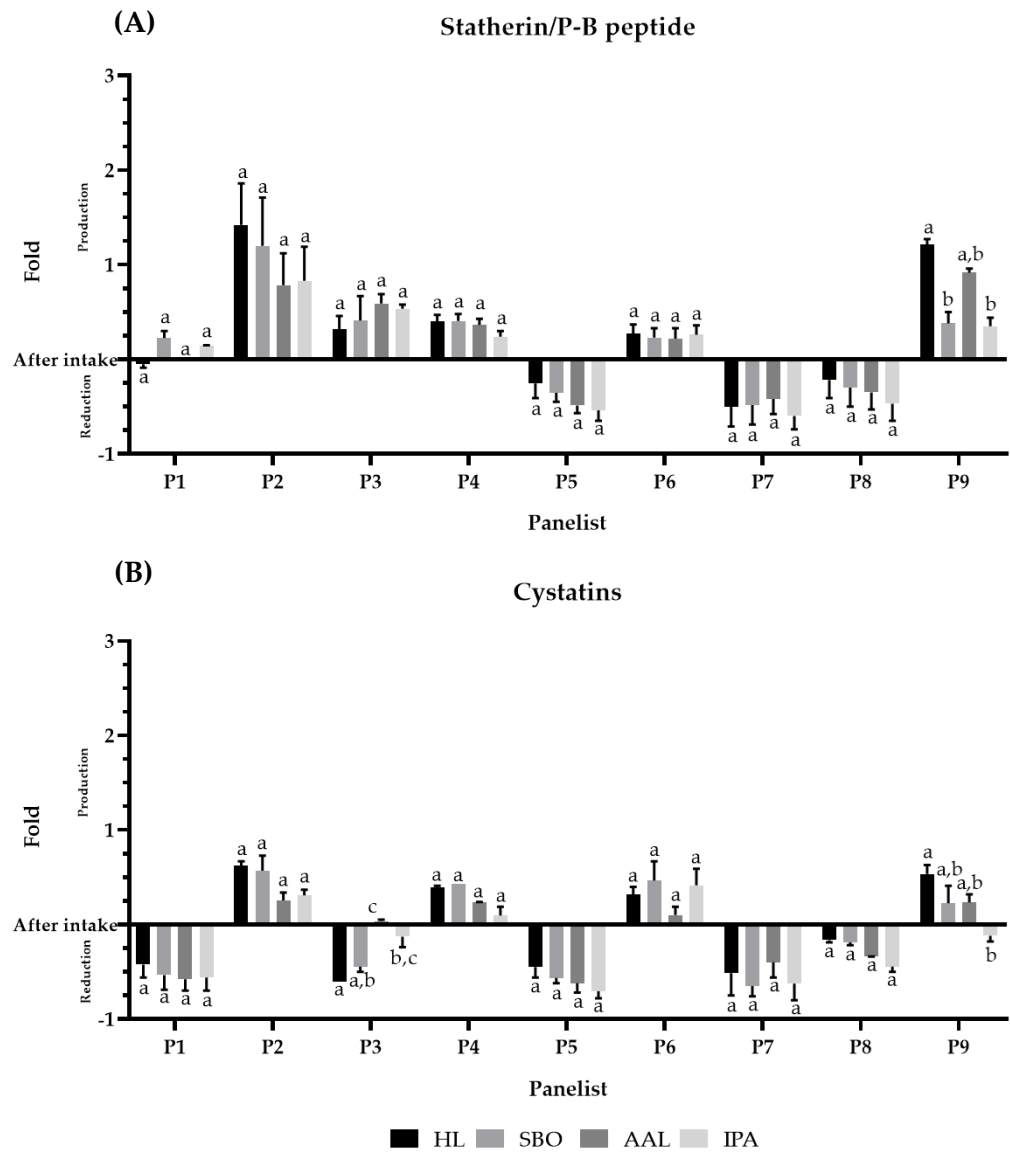 (A)
Statherin/P-B peptide
3
2
1
After intake
-1
Fold
Production
Reduction
a a a a
a a a a
a a a a
a a a a
a a a a
a a a a
a a a a
a a a a
a b a,b b
P1 P2 P3 P4 P5 P6 P7 P8 P9
Panelist
(B)
Cystatins
3
2
1
After intake
-1
Fold
Production
Reduction
a a a a
a a a a
a a,b c b,c
a a a a
a a a a
a a a a
a a a a
a a a a
a a,b a,b b
P1 P2 P3 P4 P5 P6 P7 P8 P9
Panelist
HL SBO AAL IPA